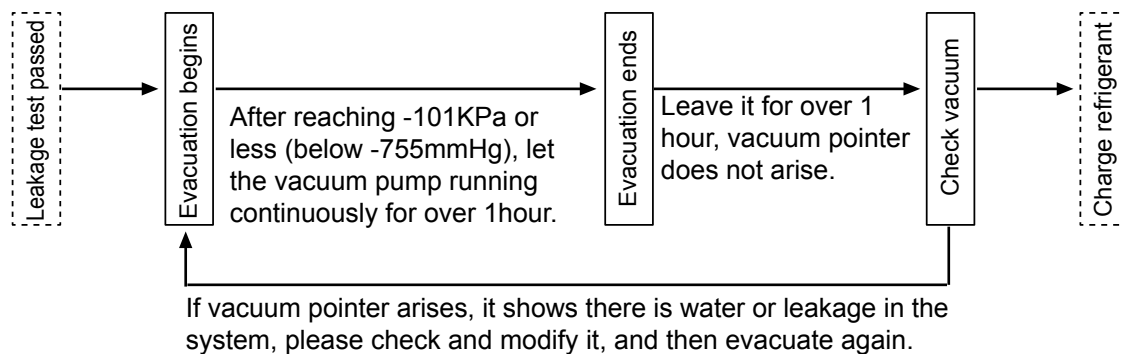 Leakage test passed
Evacuation begins
After reaching -101KPa or
less (below -755mmHg), let
the vacuum pump running
continuously for over 1hour.
Evacuation ends
Leave it for over 1
hour, vacuum pointer
does not arise.
Check vacuum
Charge refrigerant
If vacuum pointer arises, it shows there is water or leakage in the
system, please check and modify it, and then evacuate again.